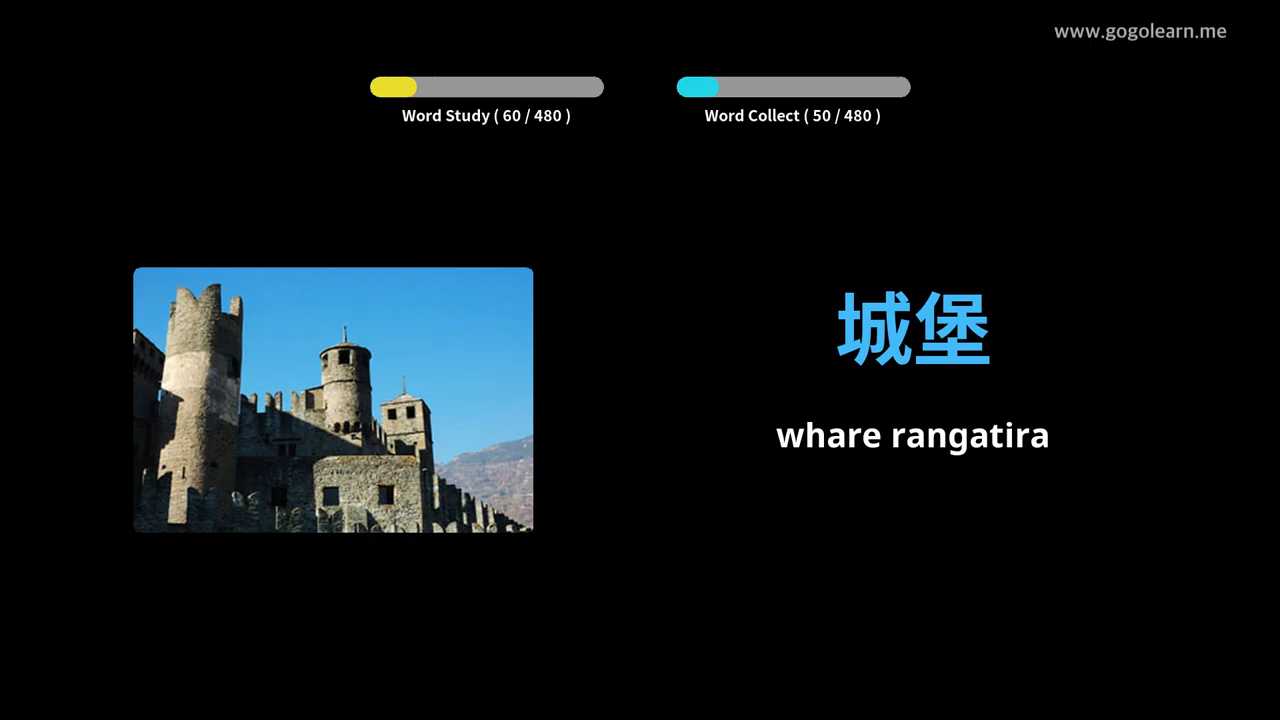 www.gogolearn.me
Word Study ( 60 / 480 )
Word Collect ( 50 / 480 )
城堡
whare rangatira